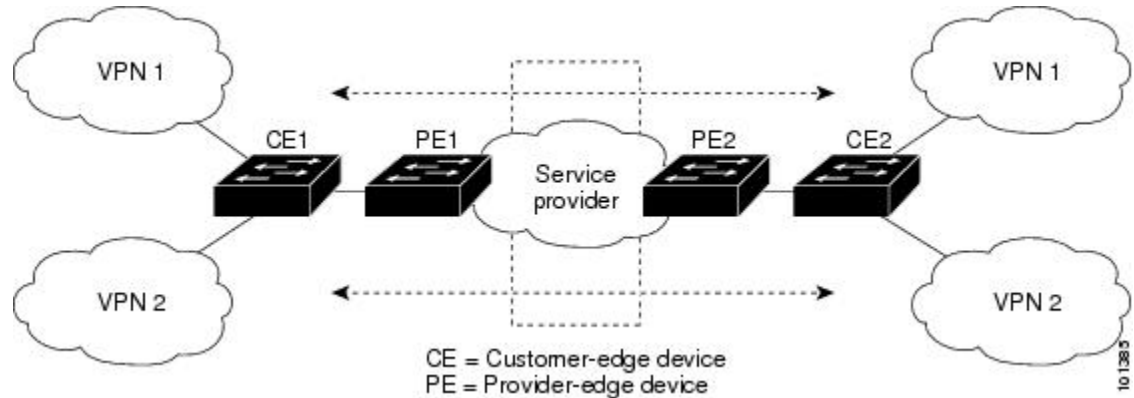 VPN 1
VPN 1
CE1
PE1
PE2
CE2
Service
provider
VPN 2
VPN 2
CE = Customer-edge device
PE = Provider-edge device
101385